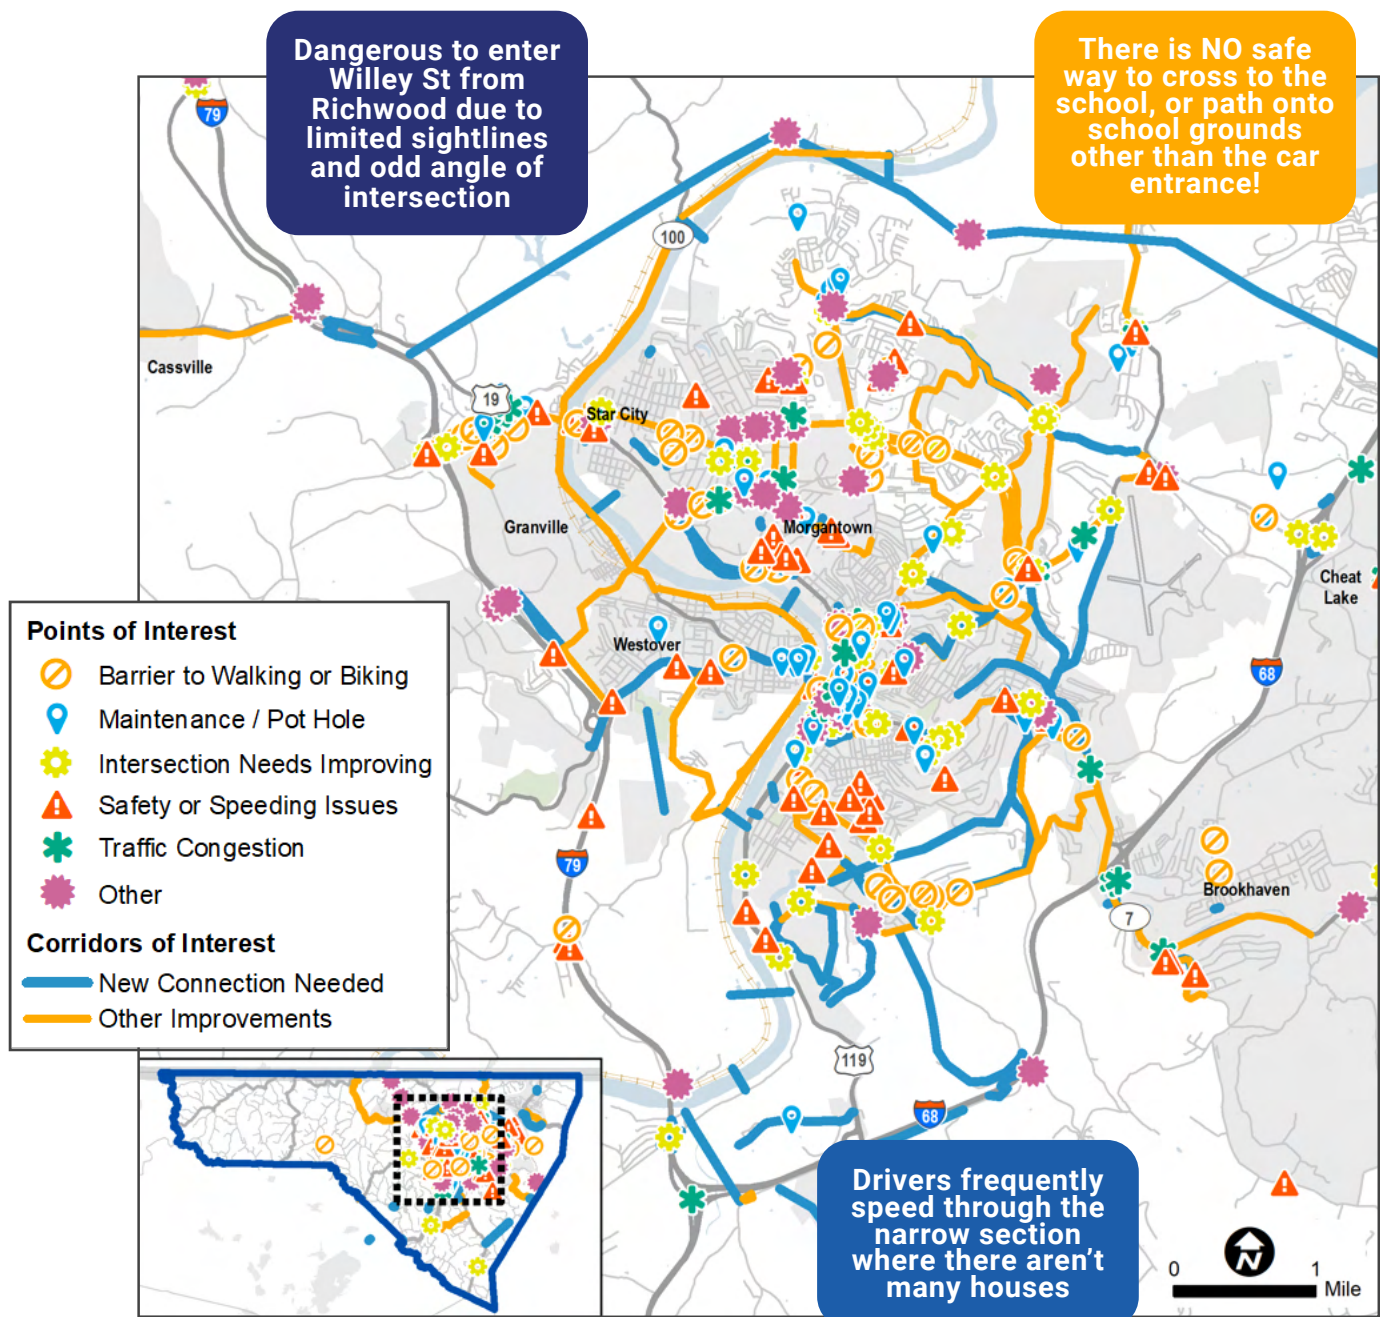 Dangerous to enter
Willey St from
Richwood due to
limited sightlines
and odd angle of
intersection
There is NO safe
way to cross to the
school, or path onto
school grounds
other than the car
entrance!
79
100
Cassville
19
Star City
Granville
Morgantown
Cheat
Lake
Westover
68
79
Brookhaven
7
119
68
Points of Interest
Barrier to Walking or Biking
Maintenance / Pot Hole
Intersection Needs Improving
Safety or Speeding Issues
Traffic Congestion
Other
Corridors of Interest
New Connection Needed
Other Improvements
Drivers frequently
speed through the
narrow section
where there aren't
many houses
N
0 1
Mile